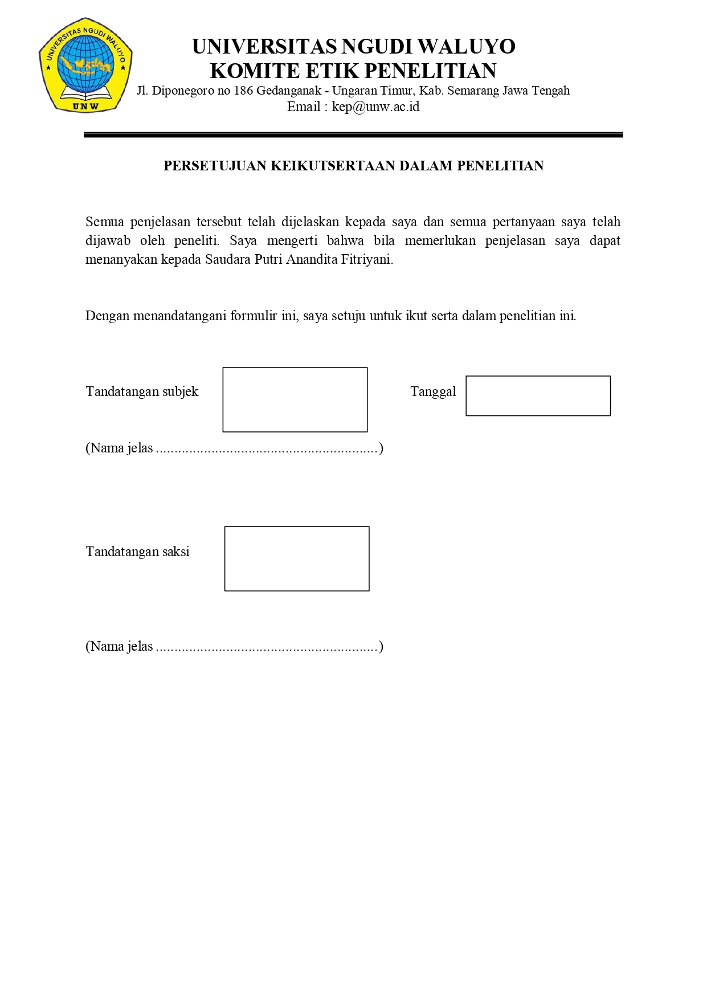 UNIVERSITAS NGUDI WALUYO
UNW
UNIVERSITAS NGUDI WALUYO
KOMITE ETIK PENELITIAN
Jl. Diponegoro no 186 Gedanganak - Ungaran Timur, Kab. Semarang Jawa Tengah
Email : kep@unw.ac.id
PERSETUJUAN KEIKUTSERTAAN DALAM PENELITIAN
Semua penjelasan tersebut telah dijelaskan kepada saya dan semua pertanyaan saya telah
dijawab oleh peneliti. Saya mengerti bahwa bila memerlukan penjelasan saya dapat
menanyakan kepada Saudara Putri Anandita Fitriyani.
Dengan menandatangani formulir ini, saya setuju untuk ikut serta dalam penelitian ini.
Tandatangan subjek Tanggal
(Nama jelas ............................................................)
Tandatangan saksi
(Nama jelas ............................................................)